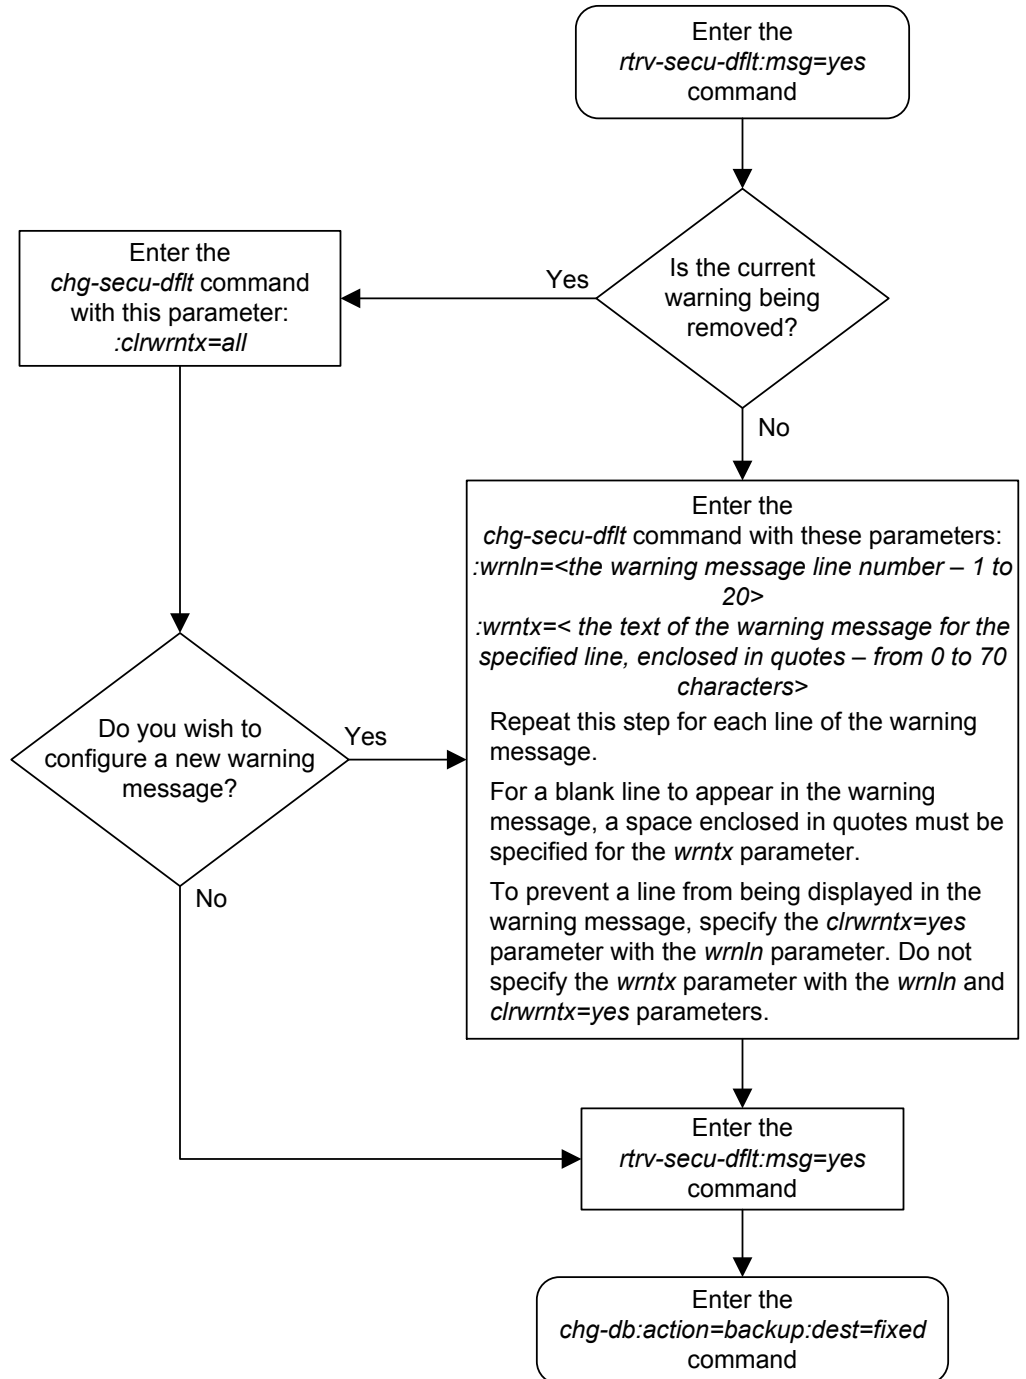 Enter the
rtrv-secu-dflt:msg=yes
command
Is the current
warning being
removed?
Yes
No
Enter the
chg-secu-dflt command
with this parameter:
:clrwrntx=all
Do you wish to
configure a new warning
message?
Yes
No
Enter the
chg-secu-dflt command with these parameters:
:wrnln=<the warning message line number – 1 to
20>
:wrntx=< the text of the warning message for the
specified line, enclosed in quotes – from 0 to 70
characters>
Repeat this step for each line of the warning
message.
For a blank line to appear in the warning
message, a space enclosed in quotes must be
specified for the wrntx parameter.
To prevent a line from being displayed in the
warning message, specify the clrwrntx=yes
parameter with the wrnln parameter. Do not
specify the wrntx parameter with the wrnln and
clrwrntx=yes parameters.
Enter the
rtrv-secu-dflt:msg=yes
command
Enter the
chg-db:action=backup:dest=fixed
command